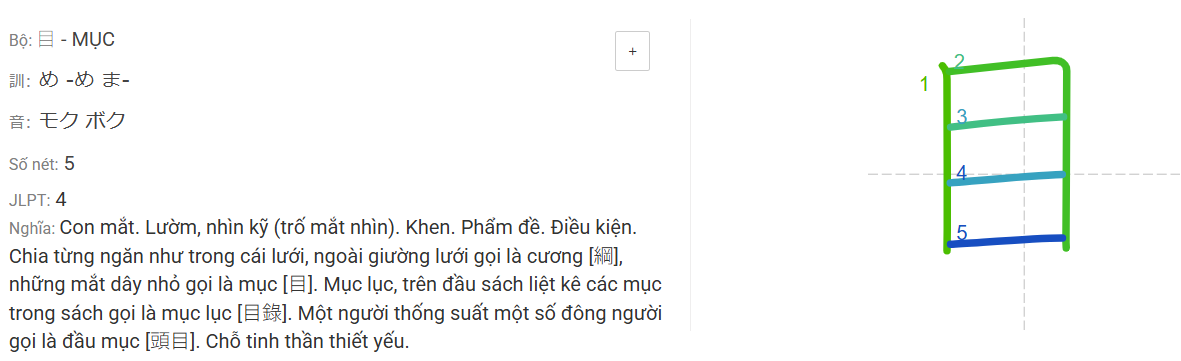 Bộ: 目 - MỤC
+
訓: め -め ま-
音: モク ボク
Số nét: 5
JLPT: 4
Nghĩa: Con mắt. Lườm, nhìn kỹ (trố mắt nhìn). Khen. Phẩm đề. Điều kiện.
Chia từng ngăn như trong cái lưới, ngoài giường lưới gọi là cương [綱],
những mắt dây nhỏ gọi là mục [目]. Mục lục, trên đầu sách liệt kê các mục
trong sách gọi là mục lục [目錄]. Một người thống suất một số đông người
gọi là đầu mục [頭目]. Chỗ tinh thần thiết yếu.
目
1
2
3
4
5